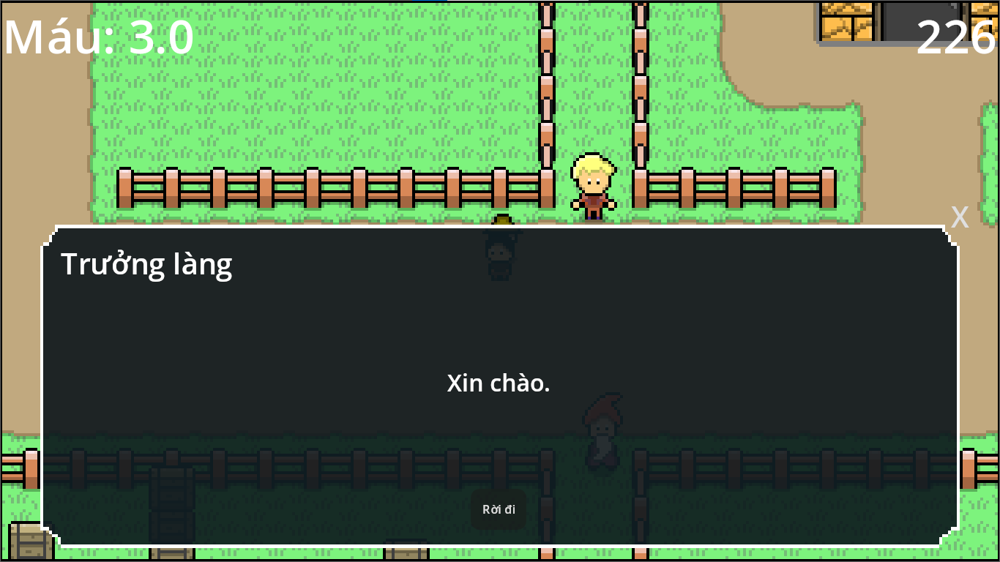 Máu: 3.0
226
X
Trưởng làng
Xin chào.
Rời đi